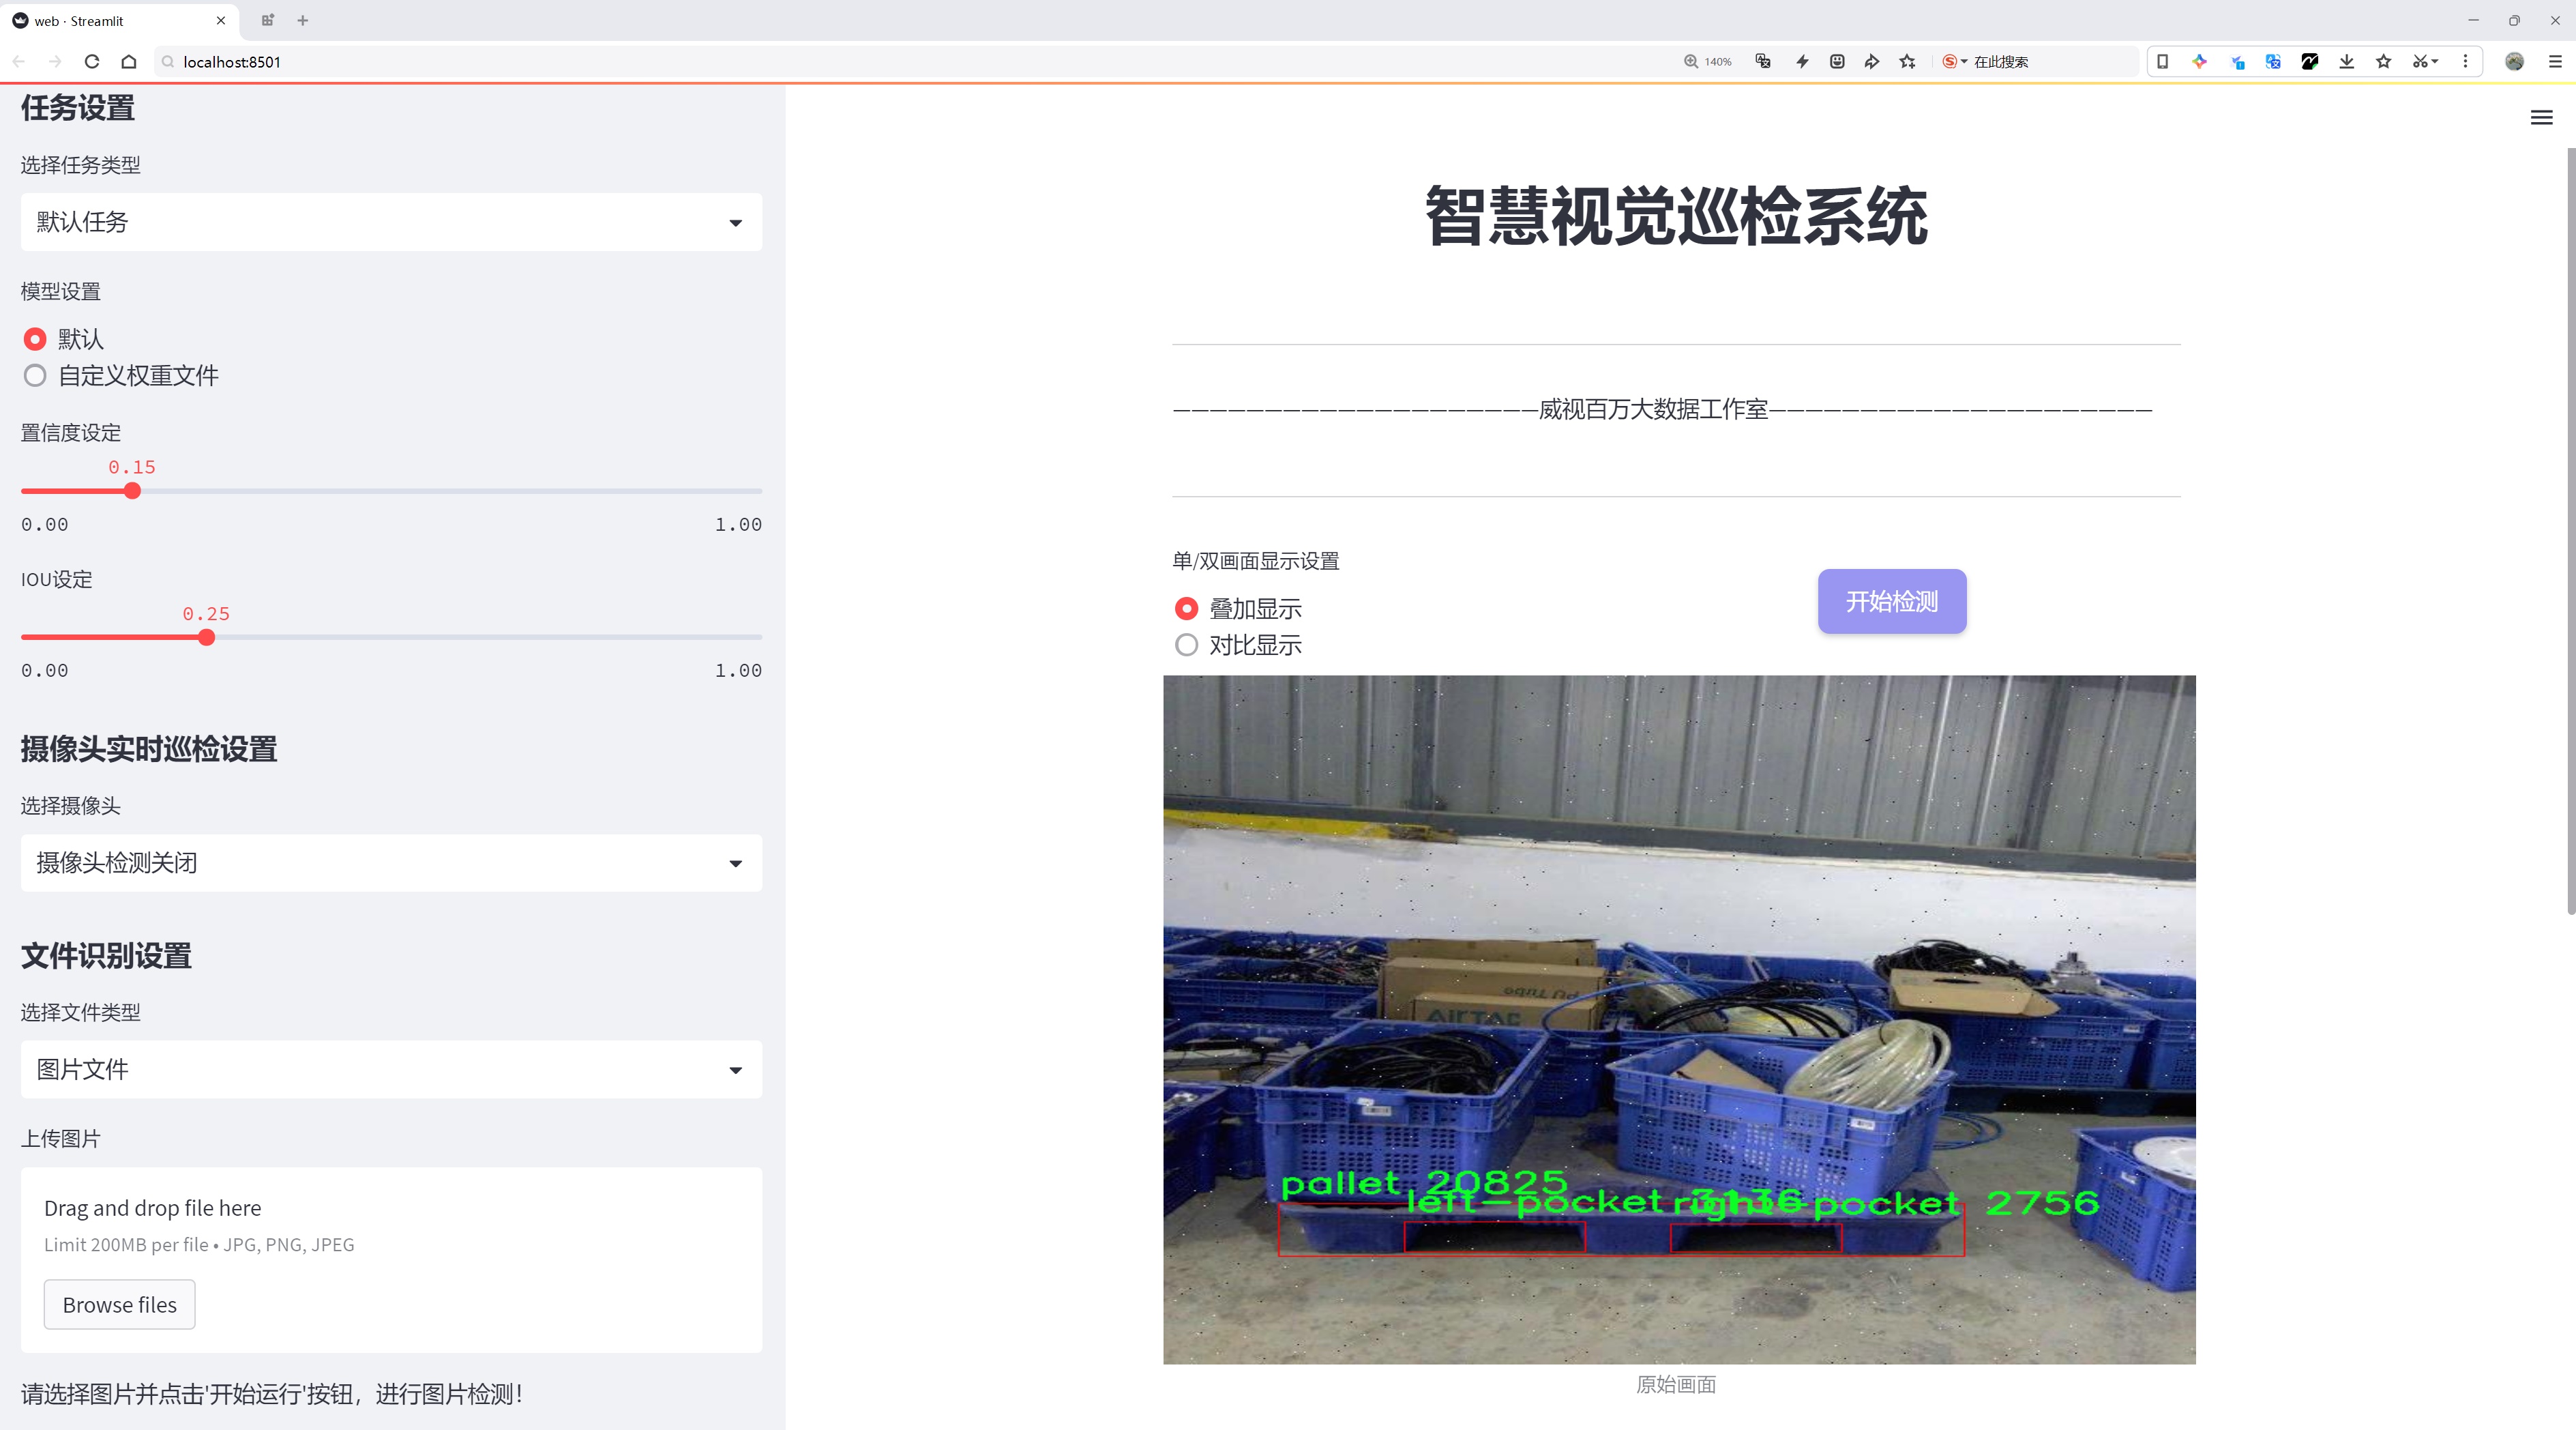 web · Streamlit
localhost:8501
140%
在此搜索
任务设置
选择任务类型
默认任务
模型设置
默认
自定义权重文件
置信度设定
0.15
0.00
1.00
IOU设定
0.25
0.00
1.00
摄像头实时巡检设置
选择摄像头
摄像头检测关闭
文件识别设置
选择文件类型
图片文件
上传图片
Drag and drop file here
Limit 200MB per file • JPG, PNG, JPEG
Browse files
请选择图片并点击'开始运行'按钮，进行图片检测！
智慧视觉巡检系统
————————————————————威视百万大数据工作室—————————————————————
单/双画面显示设置
叠加显示
对比显示
开始检测
PU Tube
AirTAC
pallet 20825
left-pocket 3136
right-pocket 2756
原始画面